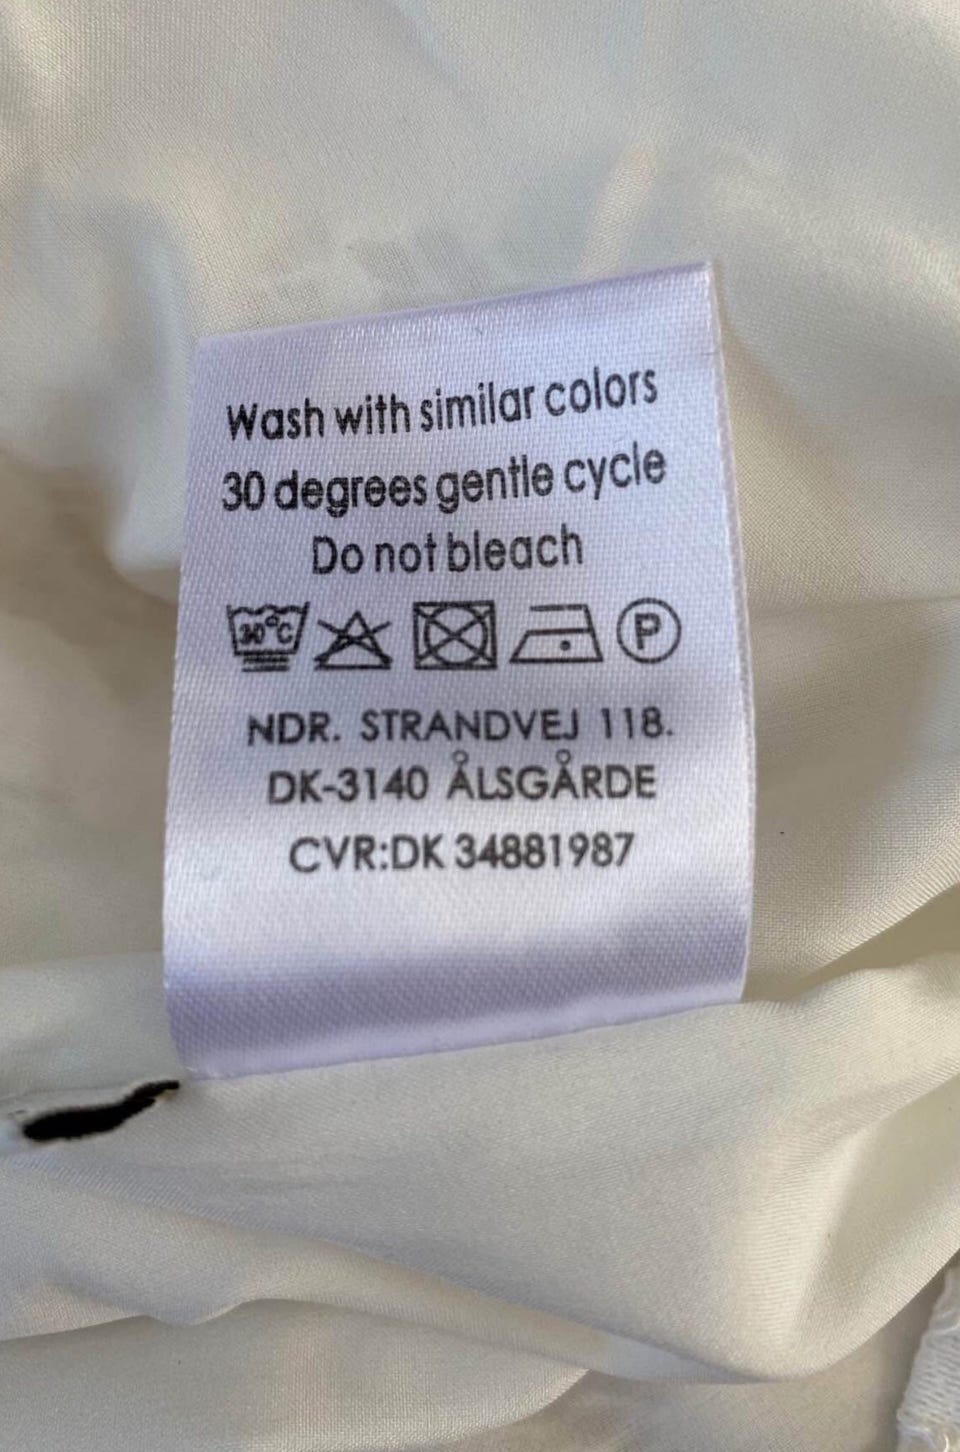 Wash with similar colors
30 degrees gentle cycle
Do not bleach
30°C P
NDR. STRANDVEJ 118.
DK-3140 ÅLSGÅRDE
CVR:DK 34881987